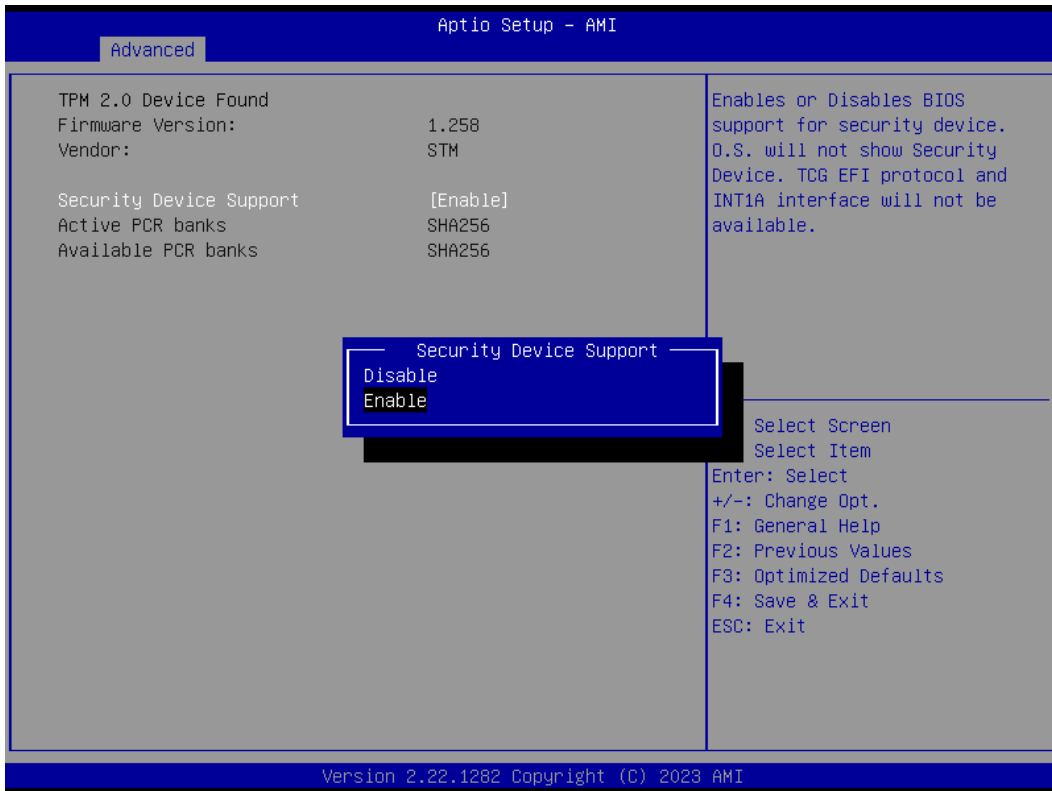 Aptio Setup – AMI
Advanced
TPM 2.0 Device Found
Firmware Version: 1.258
Vendor: STM
Security Device Support [Enable]
Active PCR banks SHA256
Available PCR banks SHA256
Security Device Support
Disable
Enable
Enables or Disables BIOS
support for security device.
O.S. will not show Security
Device. TCG EFI protocol and
INT1A interface will not be
available.
Select Screen
Select Item
Enter: Select
+/-: Change Opt.
F1: General Help
F2: Previous Values
F3: Optimized Defaults
F4: Save & Exit
ESC: Exit
Version 2.22.1282 Copyright (C) 2023 AMI